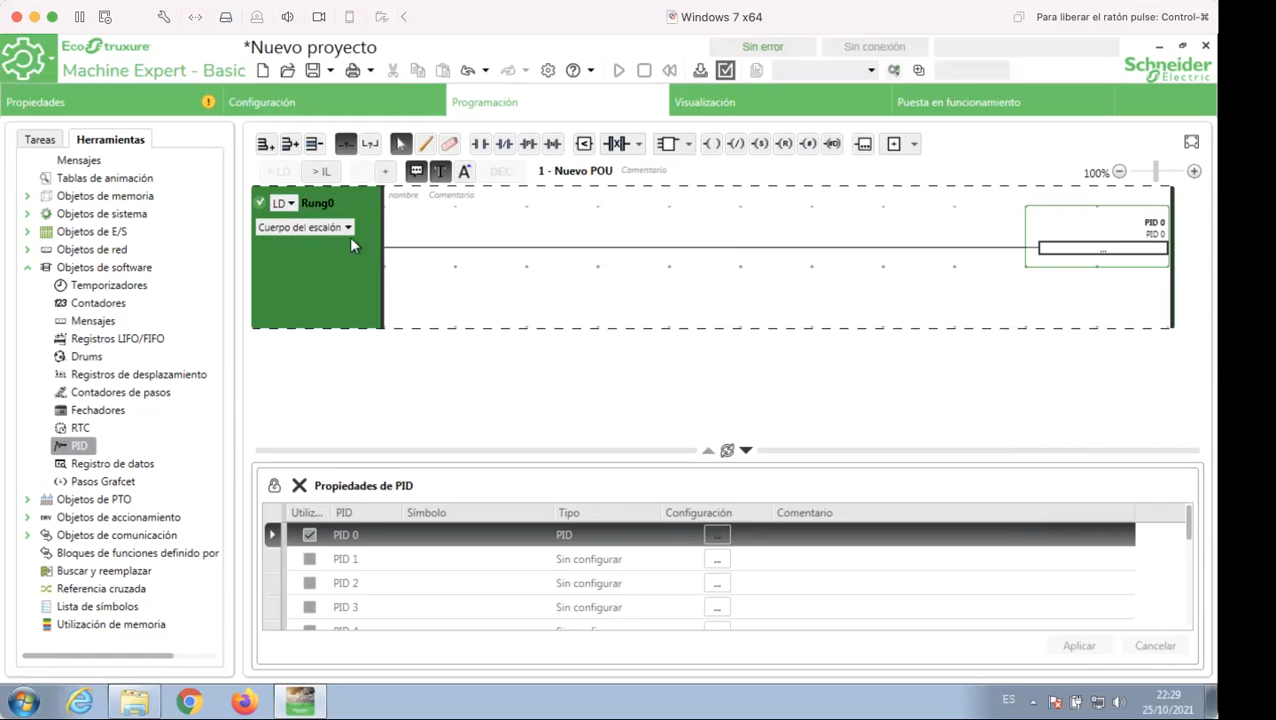 Windows 7 x64
Para liberar el ratón pulse: Control-⌘
EcoStruxure
Machine Expert - Basic
*Nuevo proyecto
Sin error
Sin conexión
Schneider
Electric
Propiedades
Configuración
Programación
Visualización
Puesta en funcionamiento
Tareas
Herramientas
Mensajes
Tablas de animación
Objetos de memoria
Objetos de sistema
Objetos de E/S
Objetos de red
Objetos de software
Temporizadores
Contadores
Mensajes
Registros LIFO/FIFO
Drums
Registros de desplazamiento
Contadores de pasos
Fechadores
RTC
PID
Registro de datos
Pasos Grafcet
Objetos de PTO
Objetos de accionamiento
Objetos de comunicación
Bloques de funciones definido por
Buscar y reemplazar
Referencia cruzada
Lista de símbolos
Utilización de memoria
> LD
> IL
DEC
1 - Nuevo POU
Comentario
100%
LD
Rung0
nombre
Comentario
Cuerpo del escalón
PID 0
PID 0
...
Propiedades de PID
Utiliz... PID Símbolo Tipo Configuración Comentario
PID 0 PID ...
PID 1 Sin configurar ...
PID 2 Sin configurar ...
PID 3 Sin configurar ...
Aplicar
Cancelar
ES
22:29
25/10/2021